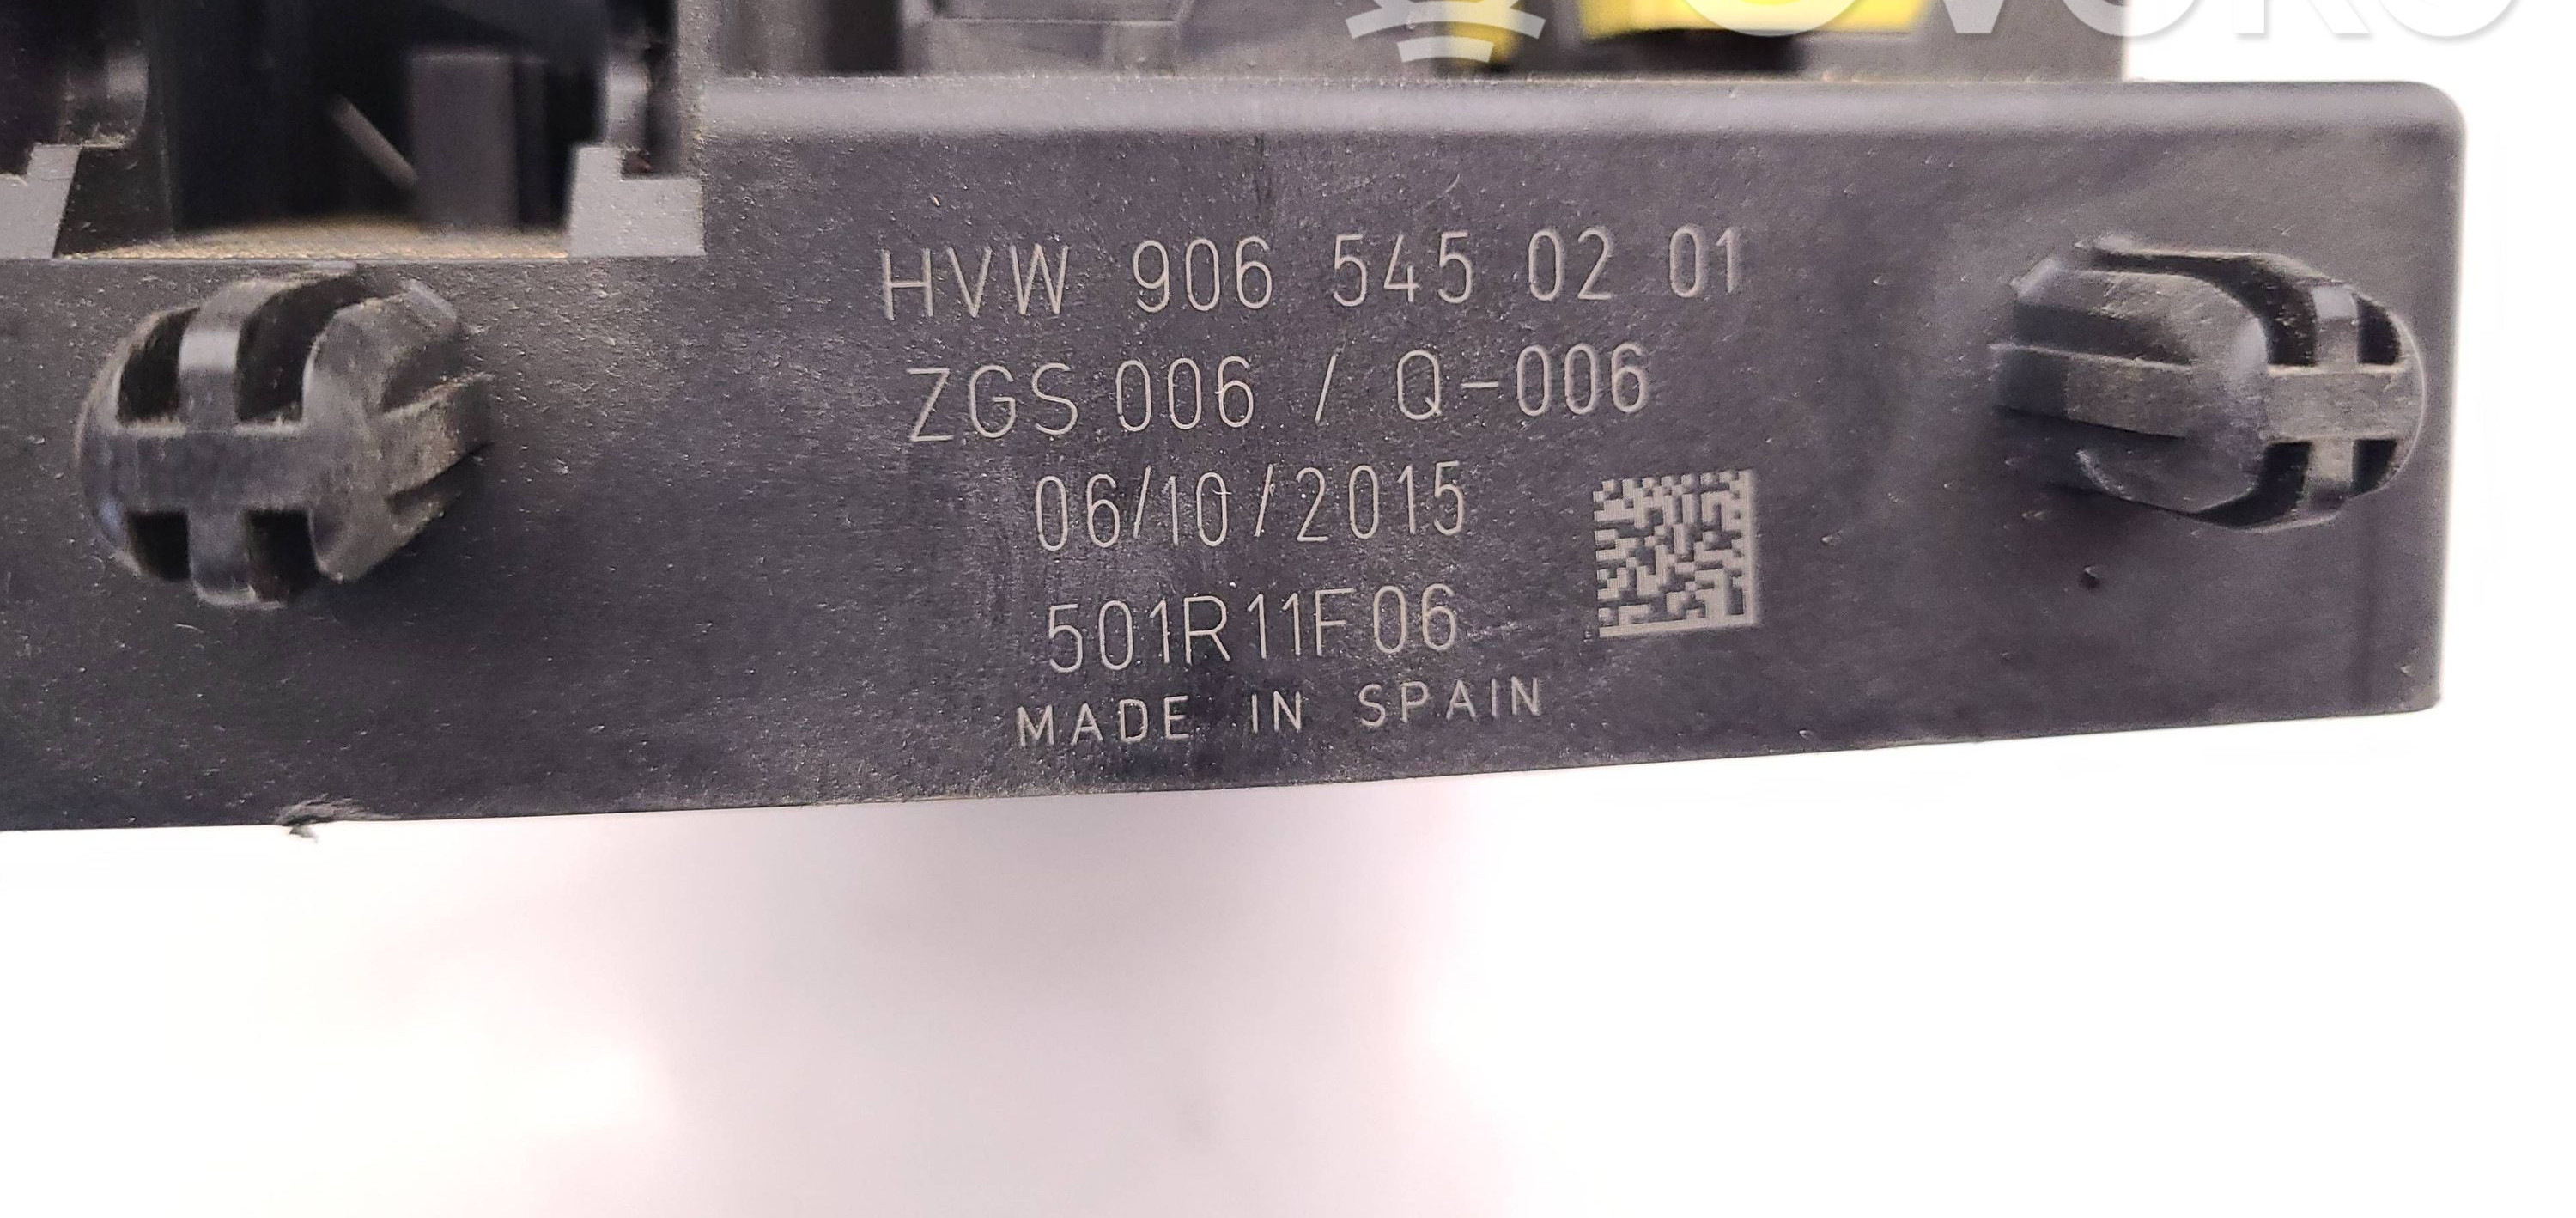 HVW 906 545 02 01
ZGS 006 / Q-006
06/10/2015
501R11F06
MADE IN SPAIN